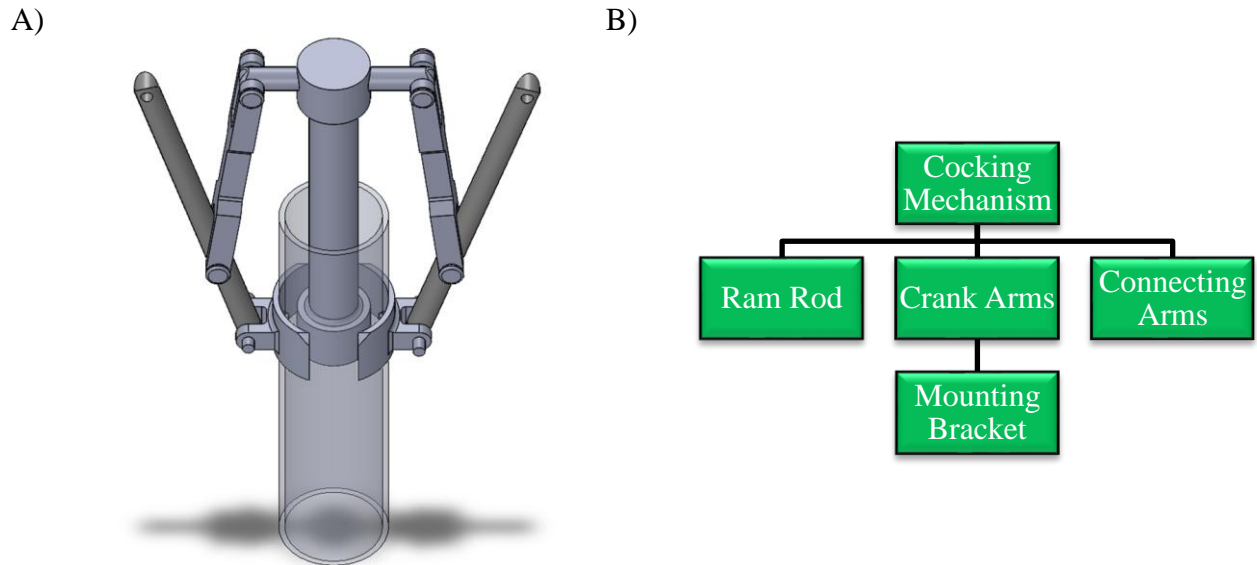 A)
B)
Cocking
Mechanism
Ram Rod
Crank Arms
Connecting
Arms
Mounting
Bracket